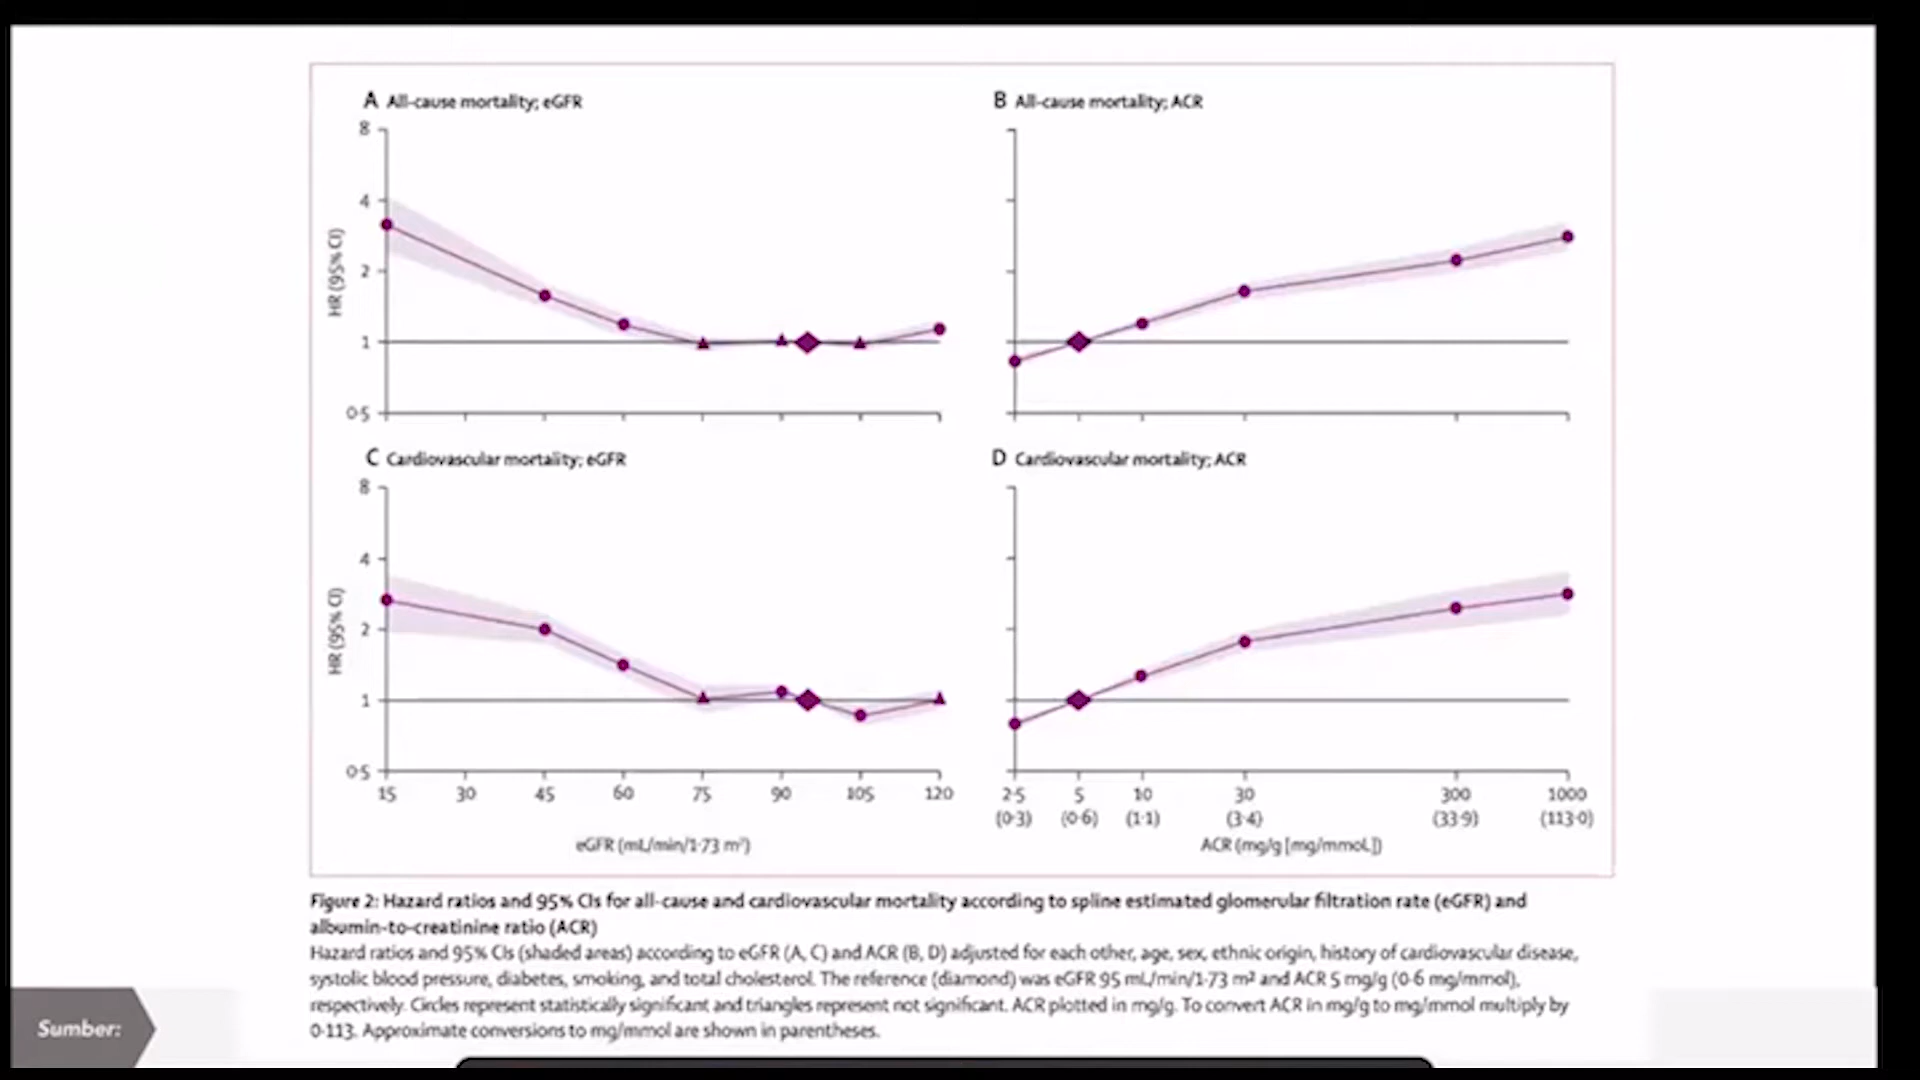 A All-cause mortality; eGFR
8
4
2
1
0·5
HR (95% CI)
B All-cause mortality; ACR
C Cardiovascular mortality; eGFR
8
4
2
1
0·5
HR (95% CI)
15 30 45 60 75 90 105 120
eGFR (mL/min/1·73 m²)
D Cardiovascular mortality; ACR
2·5 5 10 30 300 1000
(0·3) (0·6) (1·1) (3·4) (33·9) (113·0)
ACR (mg/g [mg/mmoL])
Figure 2: Hazard ratios and 95% CIs for all-cause and cardiovascular mortality according to spline estimated glomerular filtration rate (eGFR) and
albumin-to-creatinine ratio (ACR)
Hazard ratios and 95% CIs (shaded areas) according to eGFR (A, C) and ACR (B, D) adjusted for each other, age, sex, ethnic origin, history of cardiovascular disease,
systolic blood pressure, diabetes, smoking, and total cholesterol. The reference (diamond) was eGFR 95 mL/min/1·73 m² and ACR 5 mg/g (0·6 mg/mmol),
respectively. Circles represent statistically significant and triangles represent not significant. ACR plotted in mg/g. To convert ACR in mg/g to mg/mmol multiply by
0·113. Approximate conversions to mg/mmol are shown in parentheses.
Sumber: